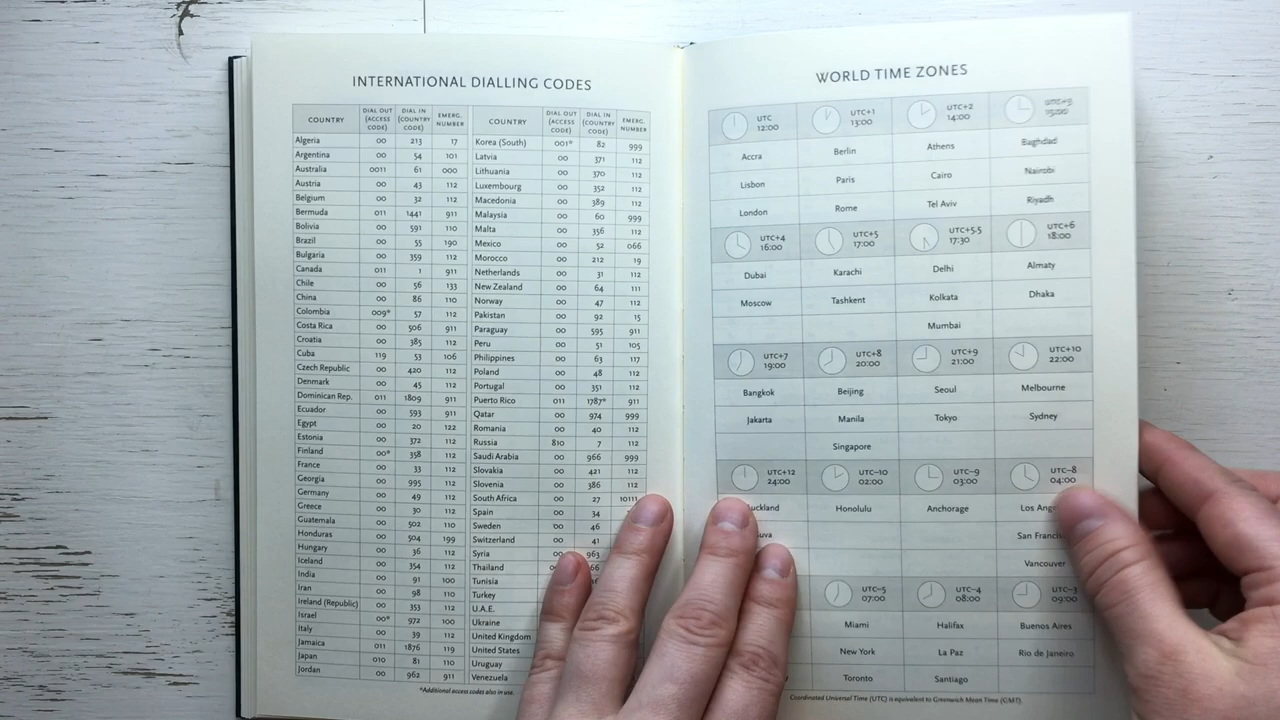 INTERNATIONAL DIALLING CODES
COUNTRY DIAL OUT (ACCESS CODE) DIAL IN (COUNTRY CODE) EMERG. NUMBER
Algeria 00 213 17
Argentina 00 54 101
Australia 0011 61 000
Austria 00 43 112
Belgium 00 32 112
Bermuda 011 1441 911
Bolivia 00 591 110
Brazil 00 55 190
Bulgaria 00 359 112
Canada 011 1 911
Chile 00 56 133
China 00 86 110
Colombia 009* 57 112
Costa Rica 00 506 911
Croatia 00 385 112
Cuba 119 53 106
Czech Republic 00 420 112
Denmark 00 45 112
Dominican Rep. 011 1809 911
Ecuador 00 593 911
Egypt 00 20 122
Estonia 00 372 112
Finland 00* 358 112
France 00 33 112
Georgia 00 995 112
Germany 00 49 112
Greece 00 30 112
Guatemala 00 502 110
Honduras 00 504 199
Hungary 00 36 112
Iceland 00 354 112
India 00 91 100
Iran 00 98 110
Ireland (Republic) 00 353 112
Israel 00* 972 100
Italy 00 39 112
Jamaica 011 1876 119
Japan 010 81 110
Jordan 00 962 911
COUNTRY DIAL OUT (ACCESS CODE) DIAL IN (COUNTRY CODE) EMERG. NUMBER
Korea (South) 001* 82 999
Latvia 00 371 112
Lithuania 00 370 112
Luxembourg 00 352 112
Macedonia 00 389 112
Malaysia 00 60 999
Malta 00 356 112
Mexico 00 52 066
Morocco 00 212 19
Netherlands 00 31 112
New Zealand 00 64 111
Norway 00 47 112
Pakistan 00 92 15
Paraguay 00 595 911
Peru 00 51 105
Philippines 00 63 117
Poland 00 48 112
Portugal 00 351 112
Puerto Rico 011 1787* 911
Qatar 00 974 999
Romania 00 40 112
Russia 810 7 112
Saudi Arabia 00 966 999
Slovakia 00 421 112
Slovenia 00 386 112
South Africa 00 27 10111
Spain 00 34
Sweden 00 46
Switzerland 00 41
Syria 00 963
Thailand
Tunisia
Turkey
U.A.E.
Ukraine
United Kingdom
United States
Uruguay
Venezuela
*Additional access codes also in use.
WORLD TIME ZONES
UTC 12:00 UTC+1 13:00 UTC+2 14:00 UTC+3 15:00
Accra Berlin Athens Baghdad
Lisbon Paris Cairo Nairobi
London Rome Tel Aviv Riyadh
UTC+4 16:00 UTC+5 17:00 UTC+5.5 17:30 UTC+6 18:00
Dubai Karachi Delhi Almaty
Moscow Tashkent Kolkata Dhaka
Mumbai
UTC+7 19:00 UTC+8 20:00 UTC+9 21:00 UTC+10 22:00
Bangkok Beijing Seoul Melbourne
Jakarta Manila Tokyo Sydney
Singapore
UTC+12 24:00 UTC–10 02:00 UTC–9 03:00 UTC–8 04:00
Honolulu Anchorage Los
San
Vancouver
UTC–5 07:00 UTC–4 08:00 UTC–3 09:00
Miami Halifax Buenos Aires
New York La Paz Rio de Janeiro
Toronto Santiago
Coordinated Universal Time (UTC) is equivalent to Greenwich Mean Time (GMT).